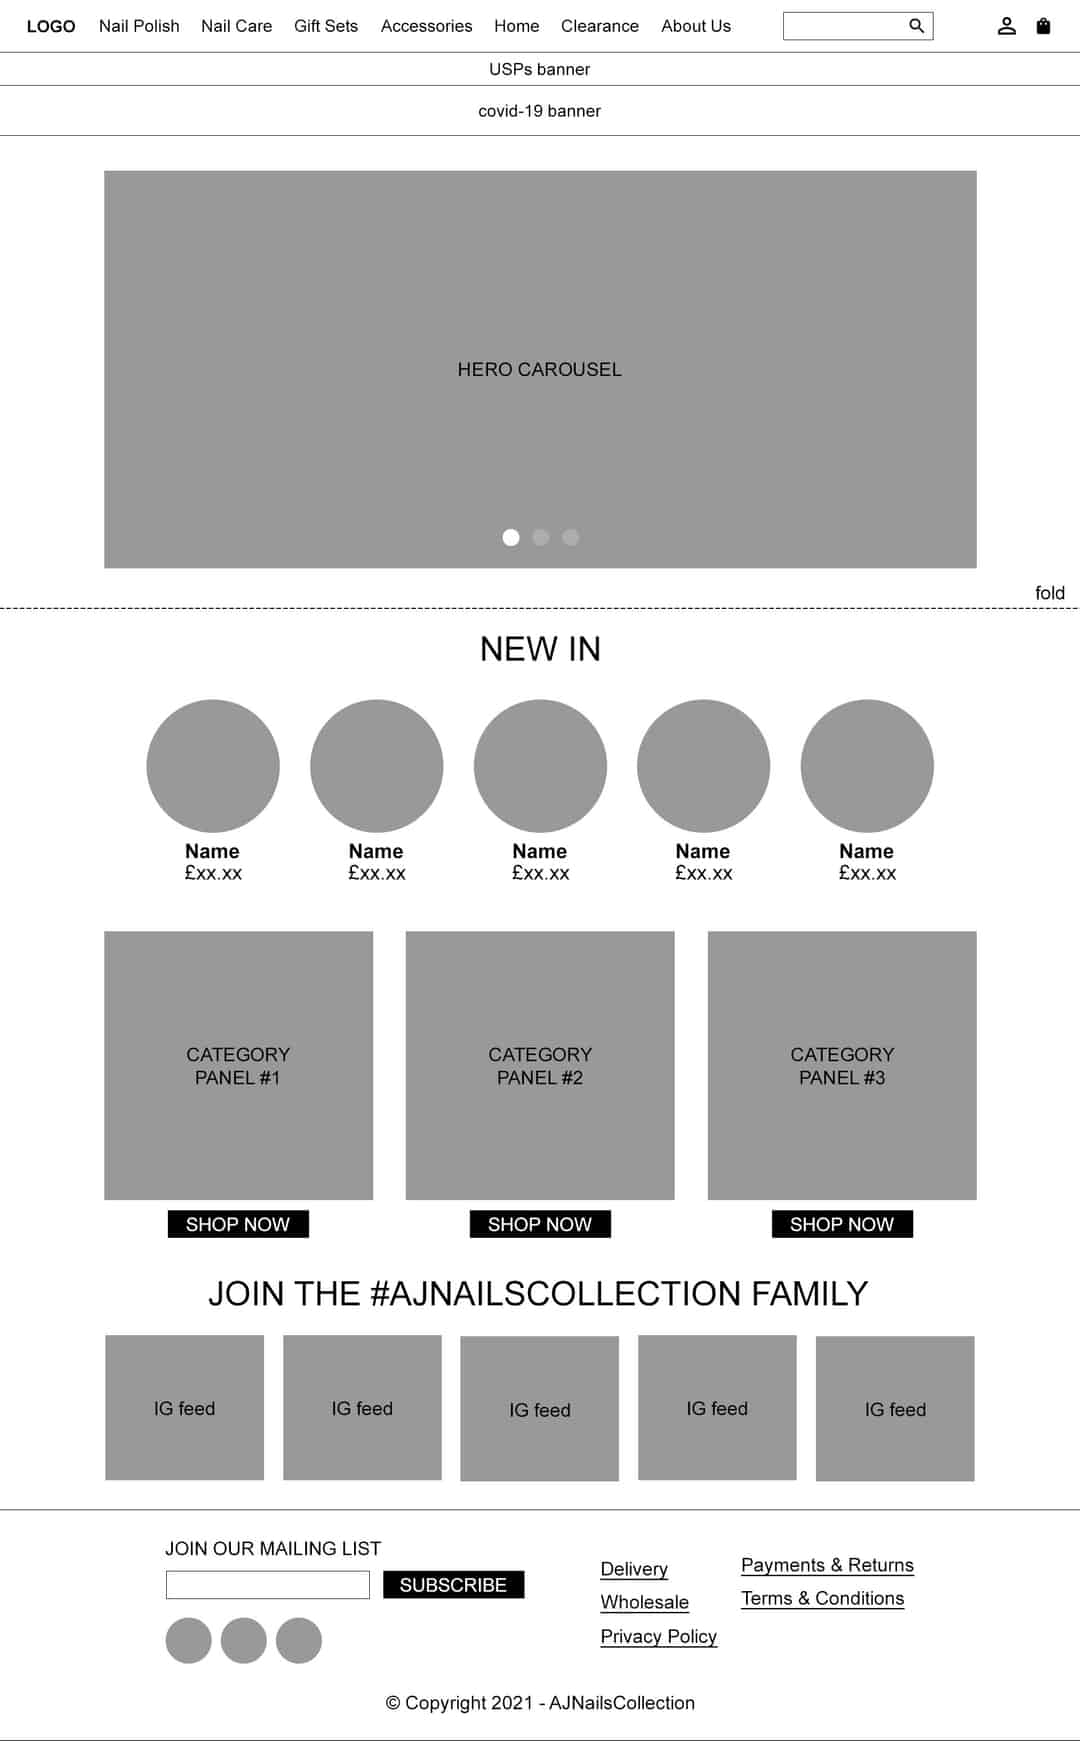 LOGO Nail Polish Nail Care Gift Sets Accessories Home Clearance About Us
USPs banner
covid-19 banner
HERO CAROUSEL
fold
NEW IN
Name Name Name Name Name
£xx.xx £xx.xx £xx.xx £xx.xx £xx.xx
CATEGORY
PANEL #1
CATEGORY
PANEL #2
CATEGORY
PANEL #3
SHOP NOW SHOP NOW SHOP NOW
JOIN THE #AJNAILSCOLLECTION FAMILY
IG feed IG feed IG feed IG feed IG feed
JOIN OUR MAILING LIST
SUBSCRIBE
Delivery
Wholesale
Privacy Policy
Payments & Returns
Terms & Conditions
© Copyright 2021 - AJNailsCollection